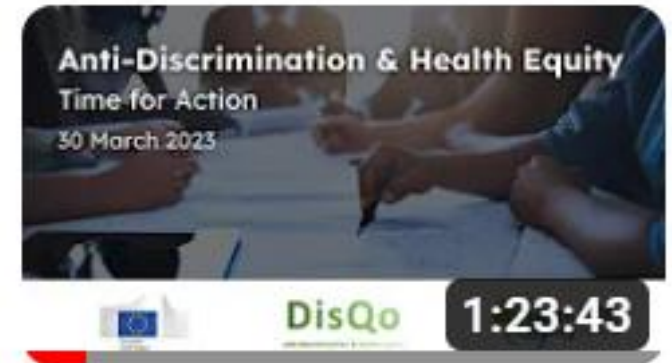 Anti-Discrimination & Health Equity
Time for Action
30 March 2023
DisQo
1:23:43